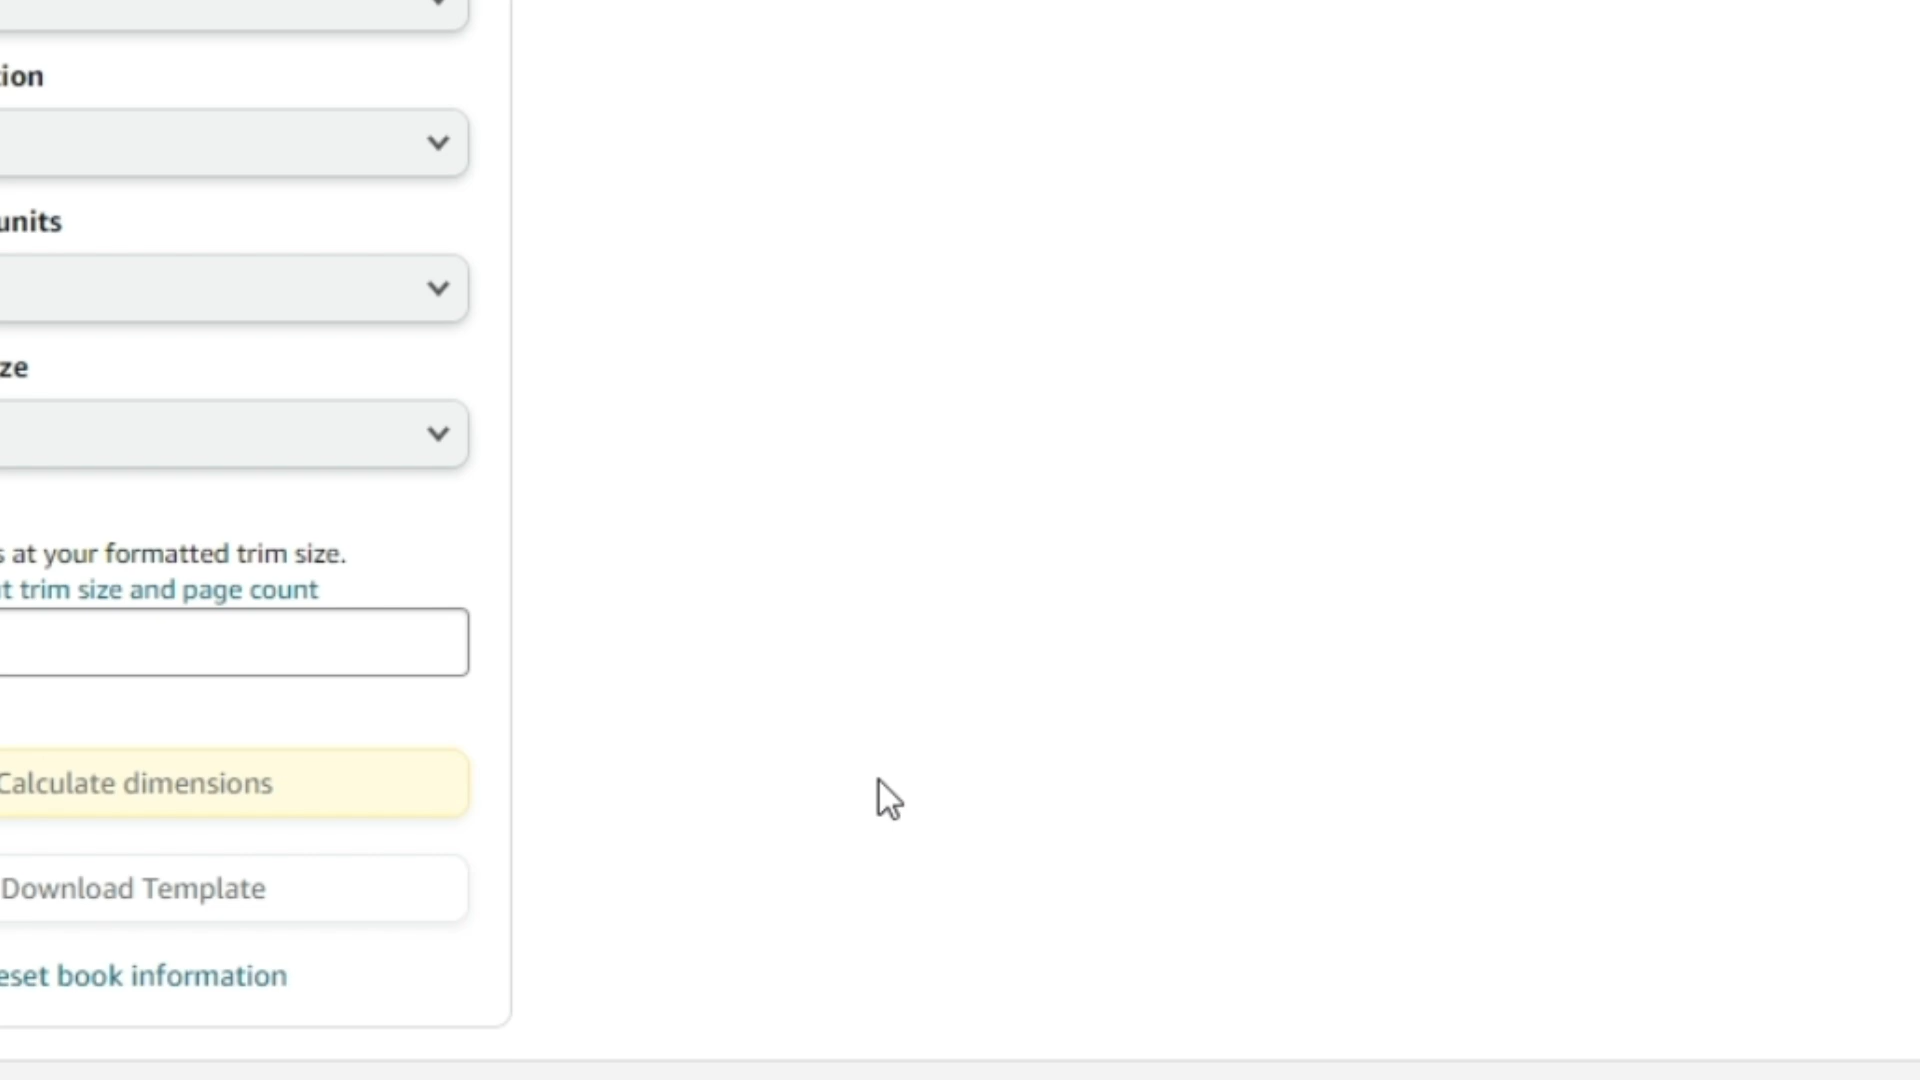 tion
units
ze
s at your formatted trim size.
t trim size and page count
Calculate dimensions
Download Template
eset book information